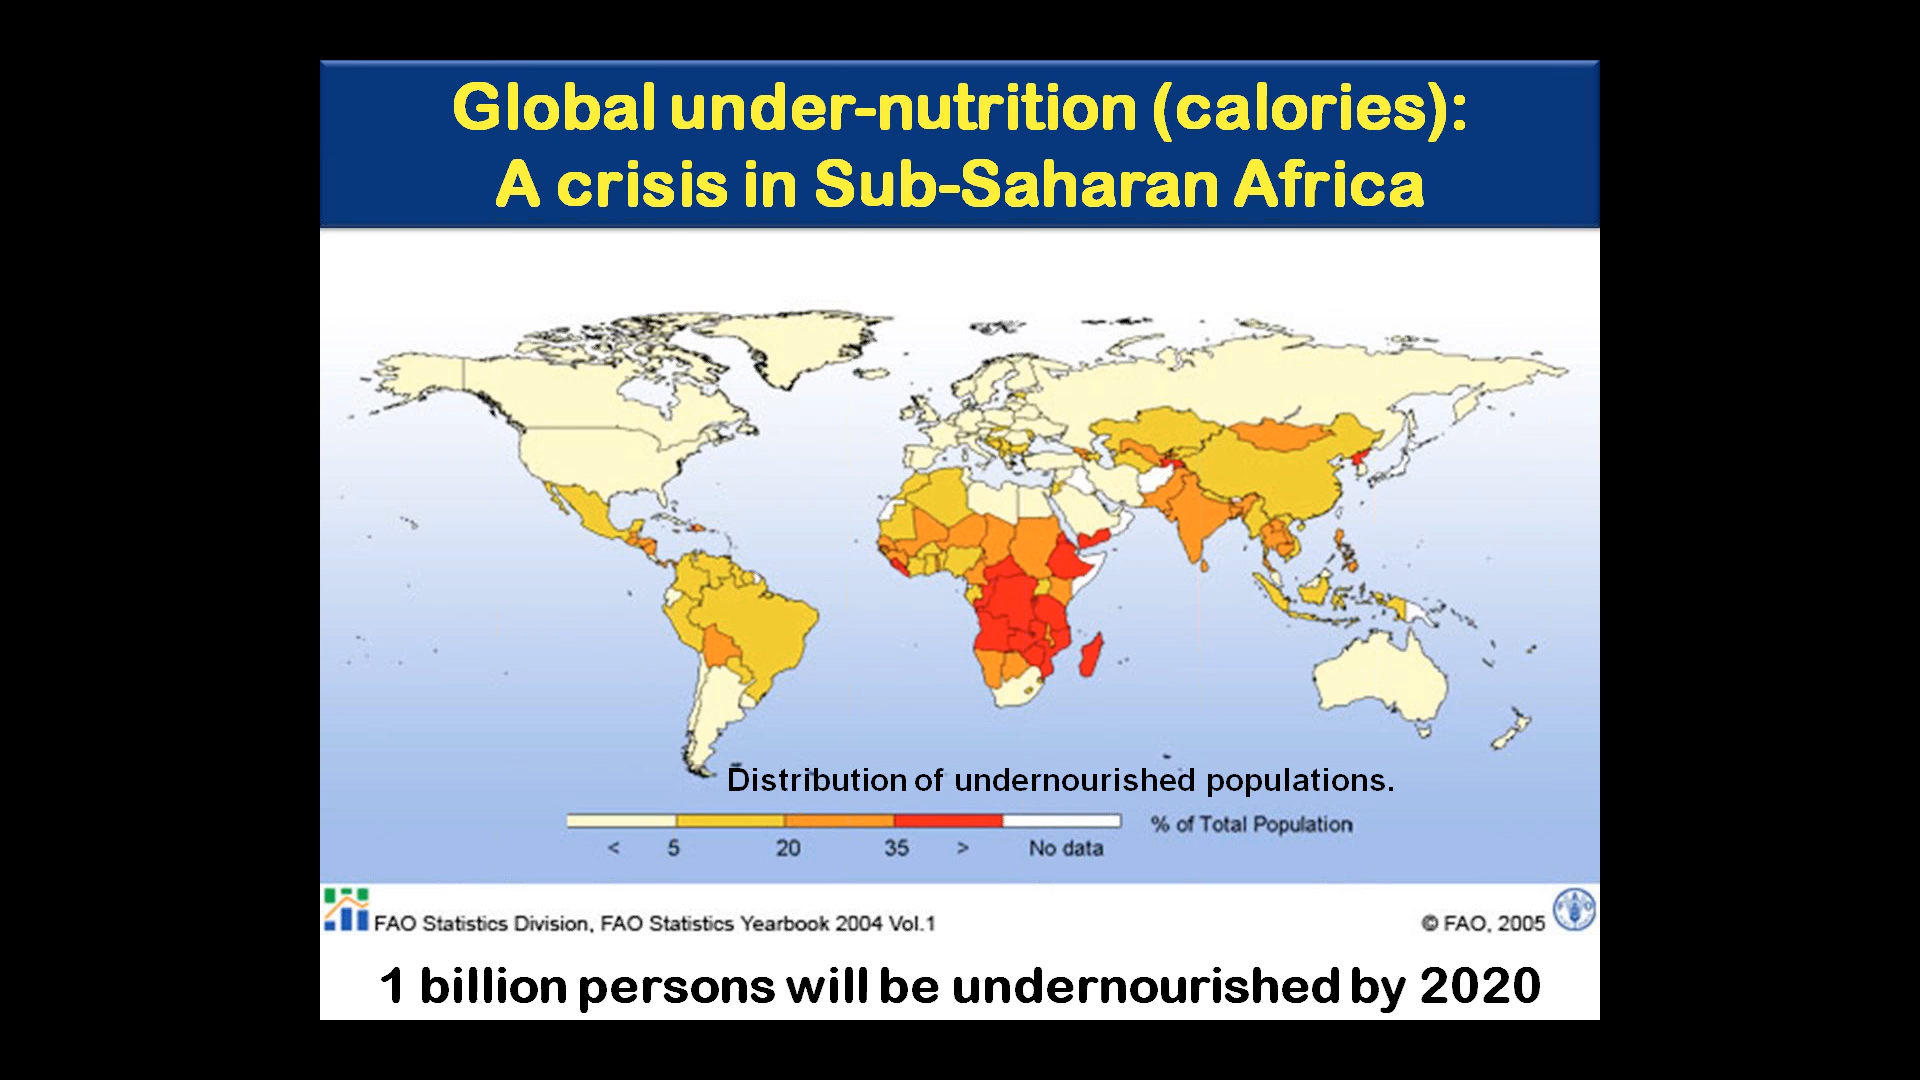 Global under-nutrition (calories):
A crisis in Sub-Saharan Africa
Distribution of undernourished populations.
% of Total Population
< 5 20 35 > No data
FAO Statistics Division, FAO Statistics Yearbook 2004 Vol.1
© FAO, 2005
1 billion persons will be undernourished by 2020